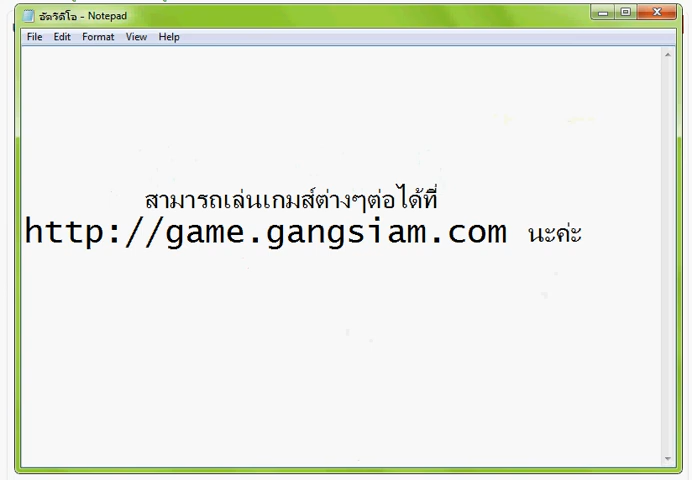 อัดวิดีโอ - Notepad
File Edit Format View Help
สามารถเล่นเกมส์ต่างๆต่อได้ที่
http://game.gangsiam.com นะค่ะ